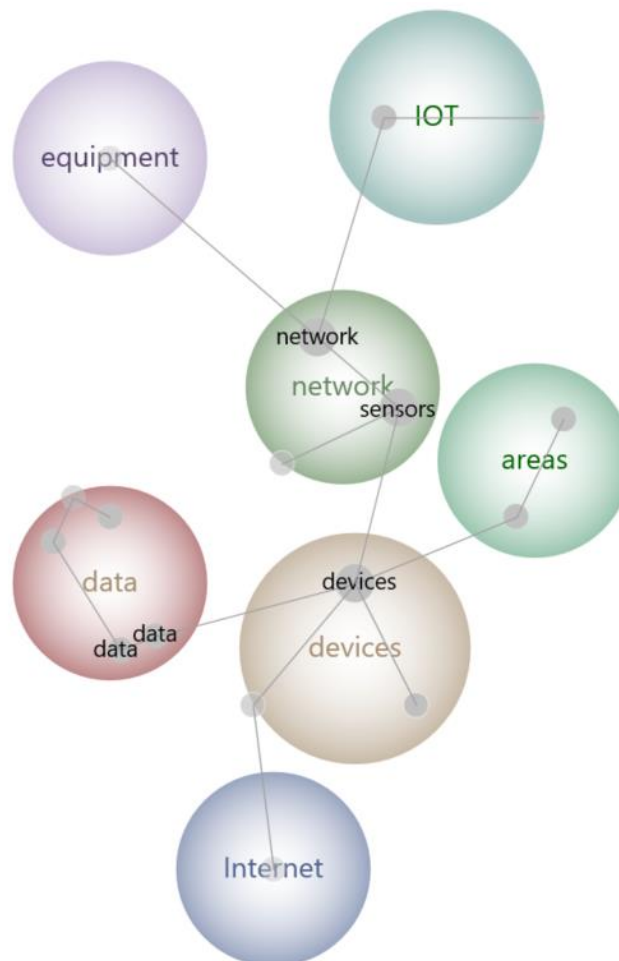 IOT
equipment
network
network
sensors
areas
devices
data
data
data
devices
Internet